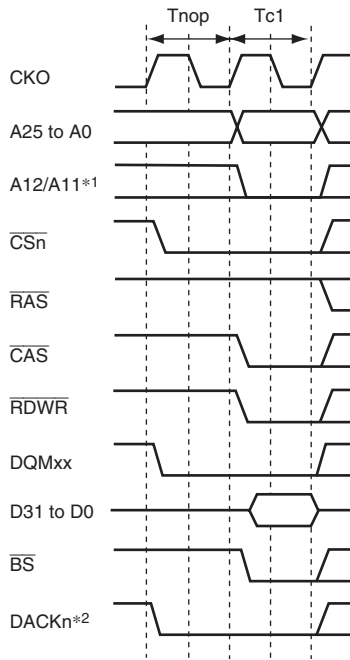 Tnop Tc1
CKO
A25 to A0
A12/A11*1
CSn
RAS
CAS
RDWR
DQMxx
D31 to D0
BS
DACKn*2